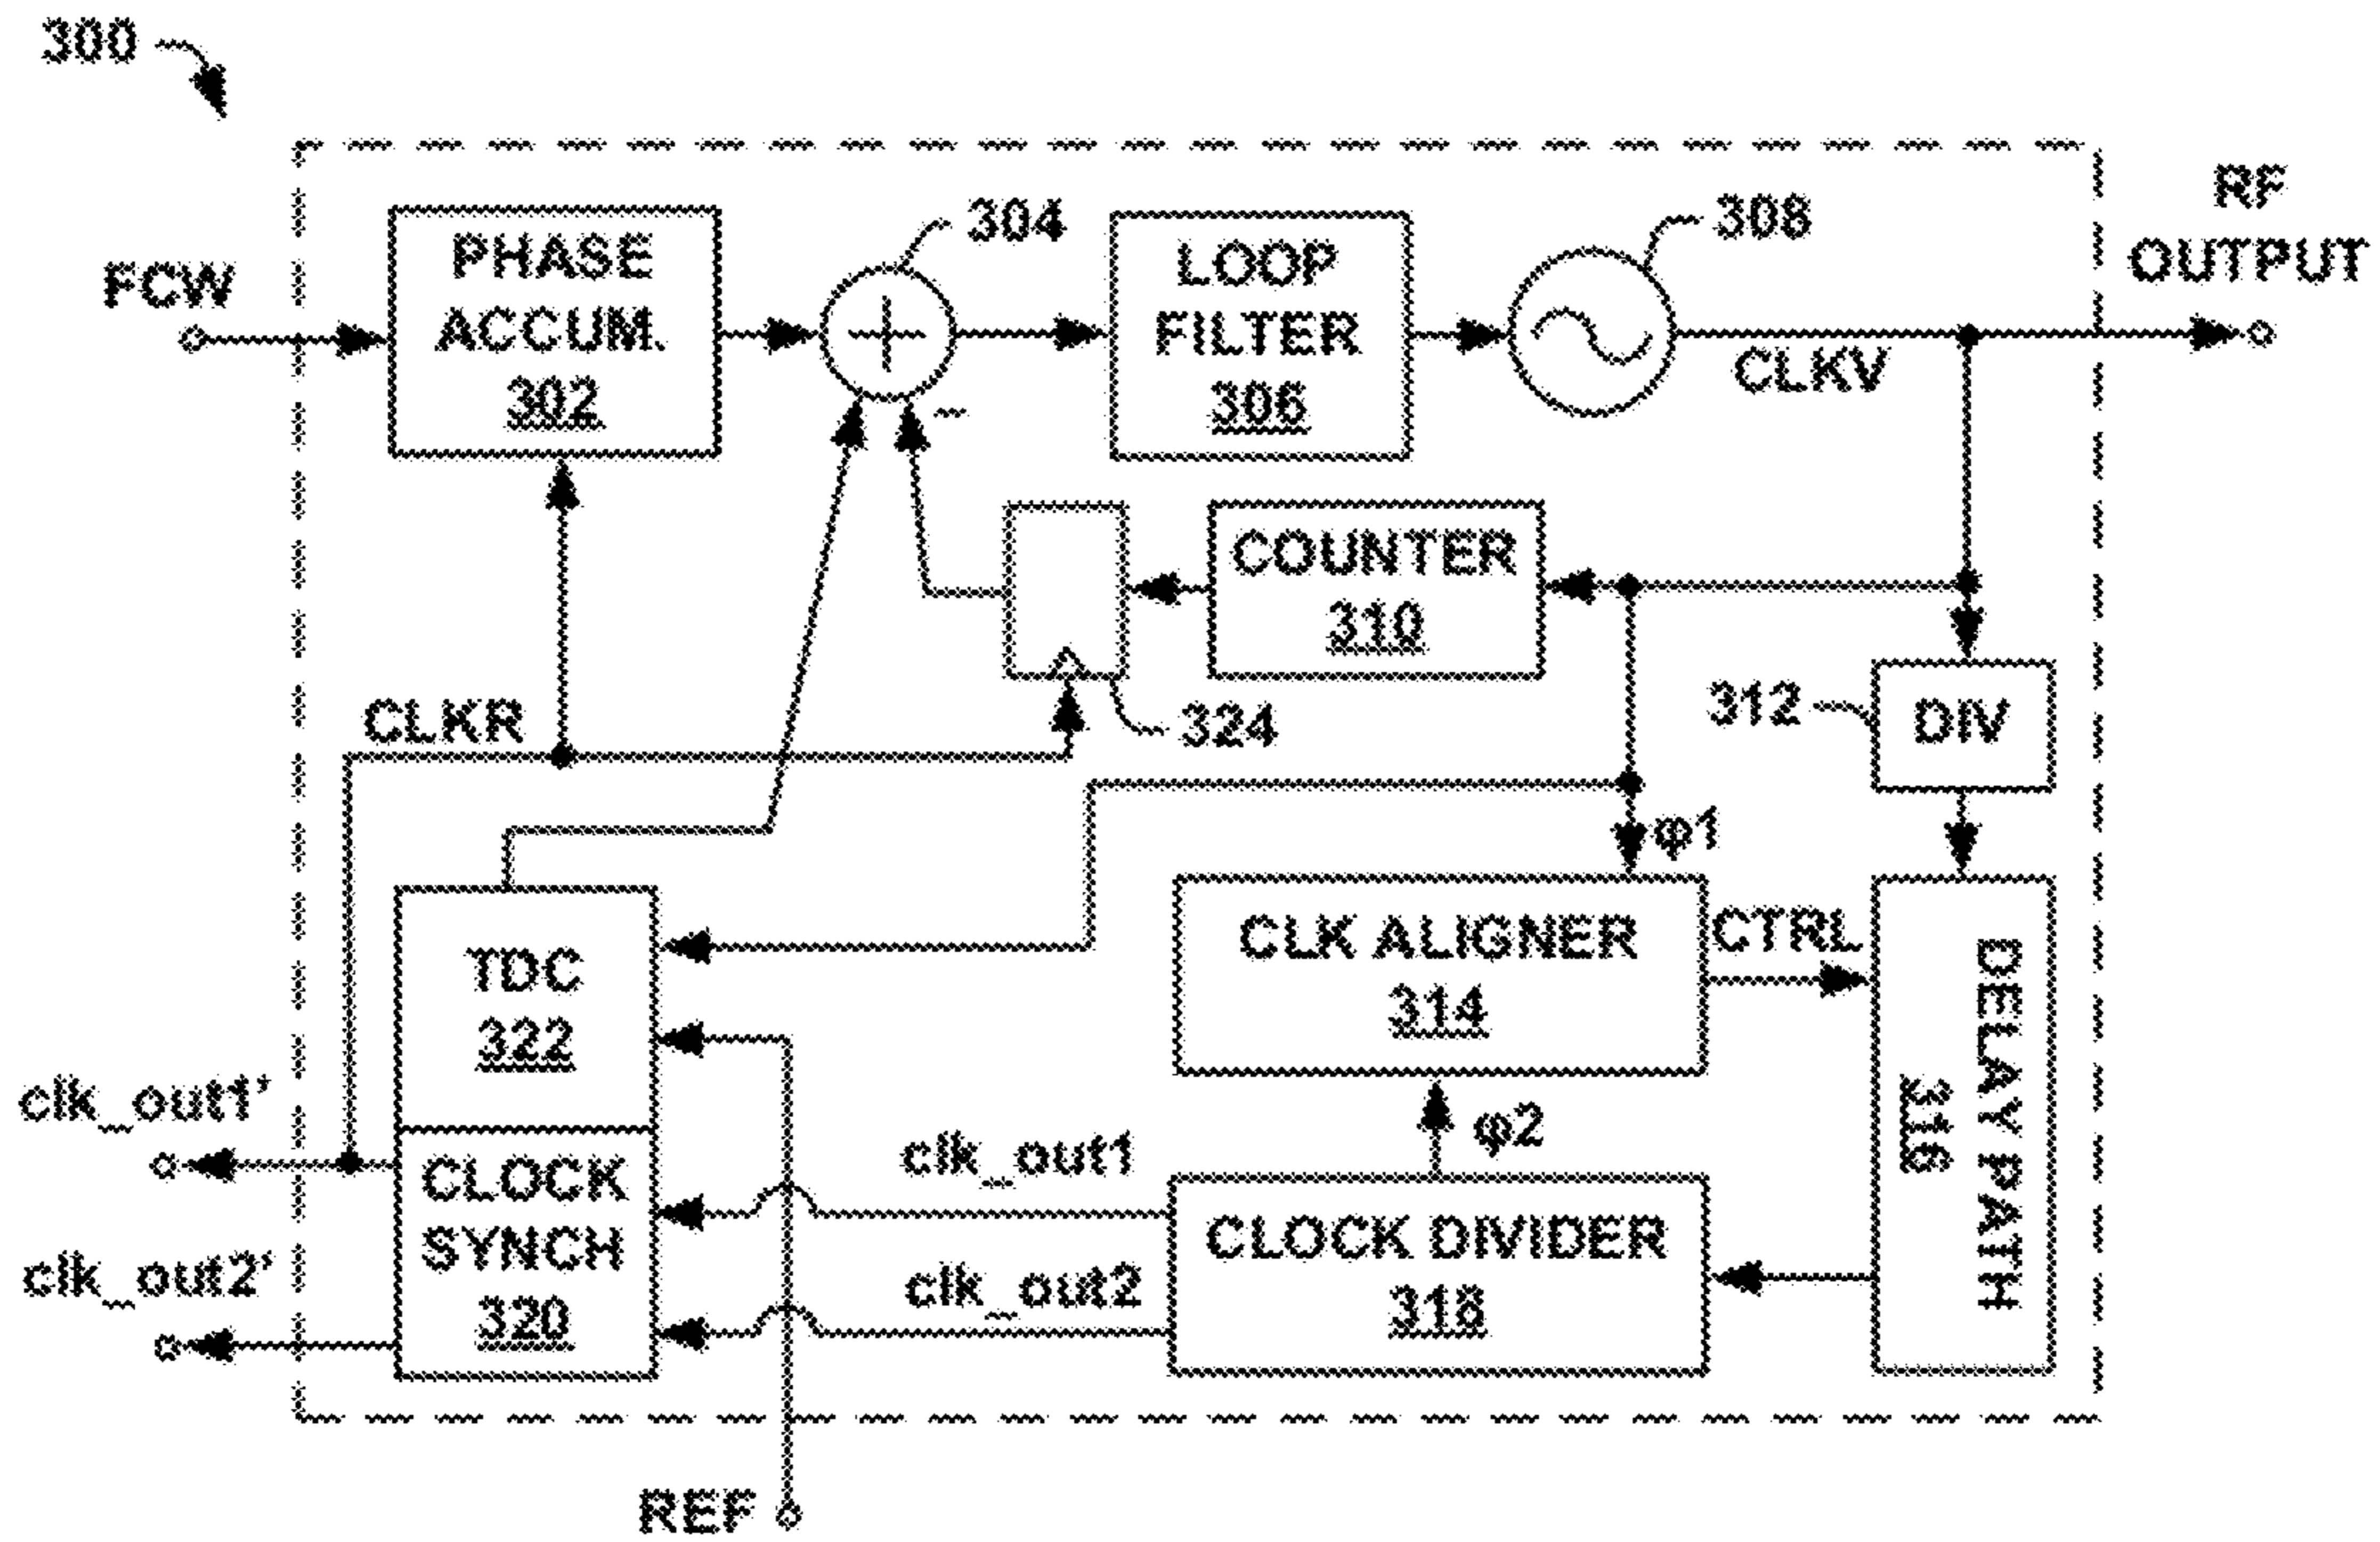 300
RF
OUTPUT
FCW
PHASE
ACCUM.
302
304
LOOP
FILTER
306
308
CLKV
-
COUNTER
310
324
CLKR
312
DIV
φ1
TDC
322
CLK ALIGNER
314
CTRL
DELAY PATH
316
φ2
clk_out1'
clk_out2'
CLOCK
SYNCH
320
clk_out1
clk_out2
CLOCK DIVIDER
318
REF